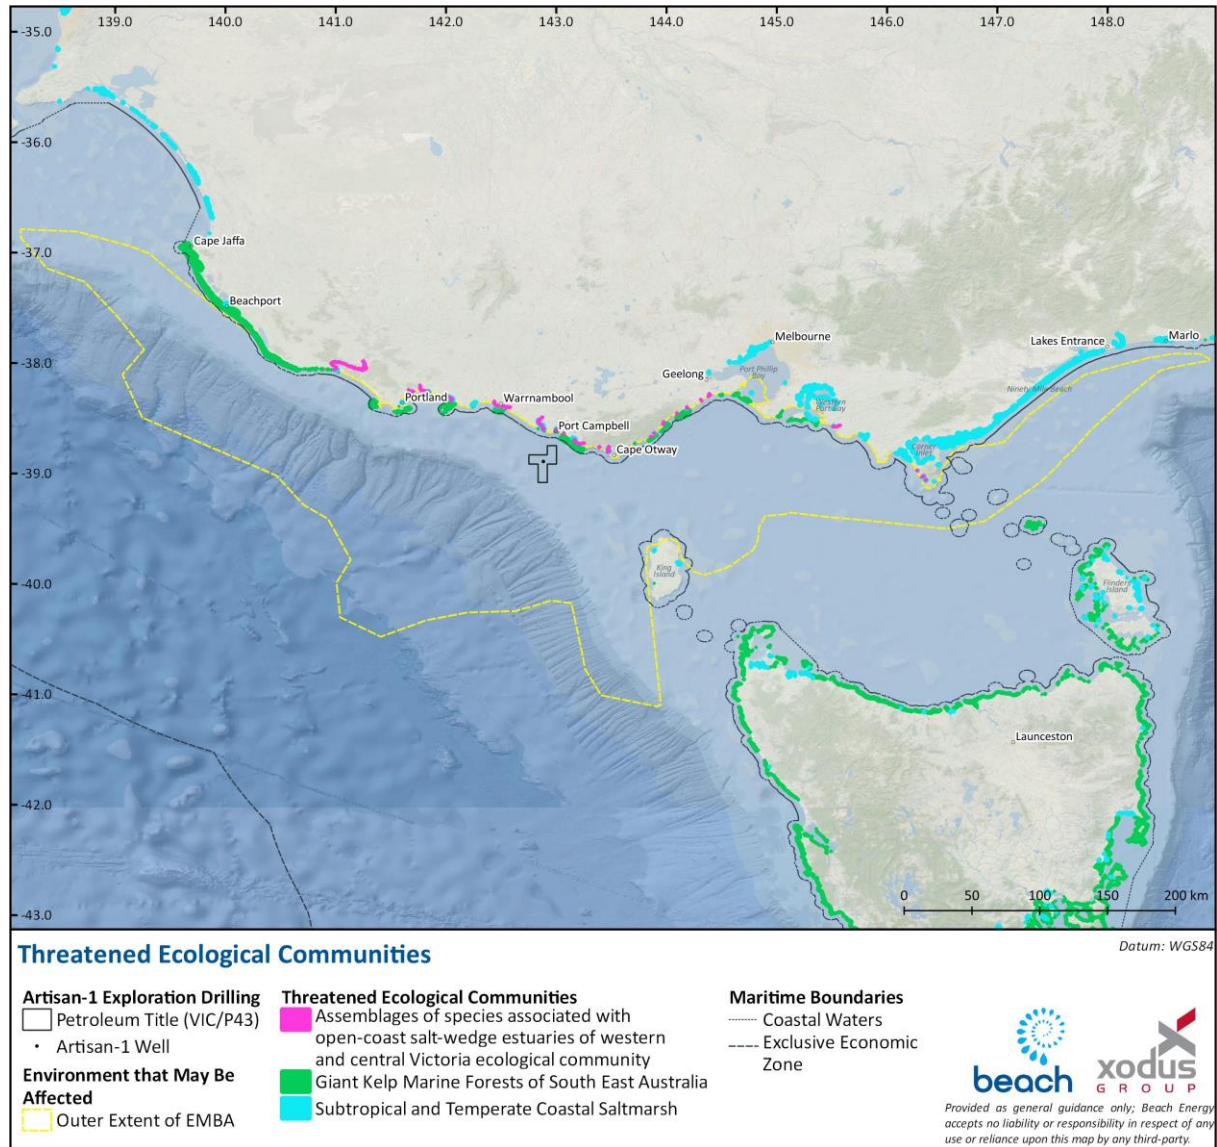 139.0 140.0 141.0 142.0 143.0 144.0 145.0 146.0 147.0 148.0
-35.0
-36.0
-37.0
-38.0
-39.0
-40.0
-41.0
-42.0
-43.0
Cape Jaffa
Beachport
Portland
Warrnambool
Port Campbell
Cape Otway
Geelong
Melbourne
Port Phillip
Bay
Western
Port Bay
Corner
Inlet
Ninety Mile Beach
Lakes Entrance
Marlo
King
Island
Flinders
Island
Launceston
0 50 100 150 200 km
Threatened Ecological Communities
Datum: WGS84
Artisan-1 Exploration Drilling
Petroleum Title (VIC/P43)
Artisan-1 Well
Environment that May Be
Affected
Outer Extent of EMBA
Threatened Ecological Communities
Assemblages of species associated with
open-coast salt-wedge estuaries of western
and central Victoria ecological community
Giant Kelp Marine Forests of South East Australia
Subtropical and Temperate Coastal Saltmarsh
Maritime Boundaries
Coastal Waters
Exclusive Economic
Zone
beach
xodus
GROUP
Provided as general guidance only; Beach Energy
accepts no liability or responsibility in respect of any
use or reliance upon this map by any third-party.